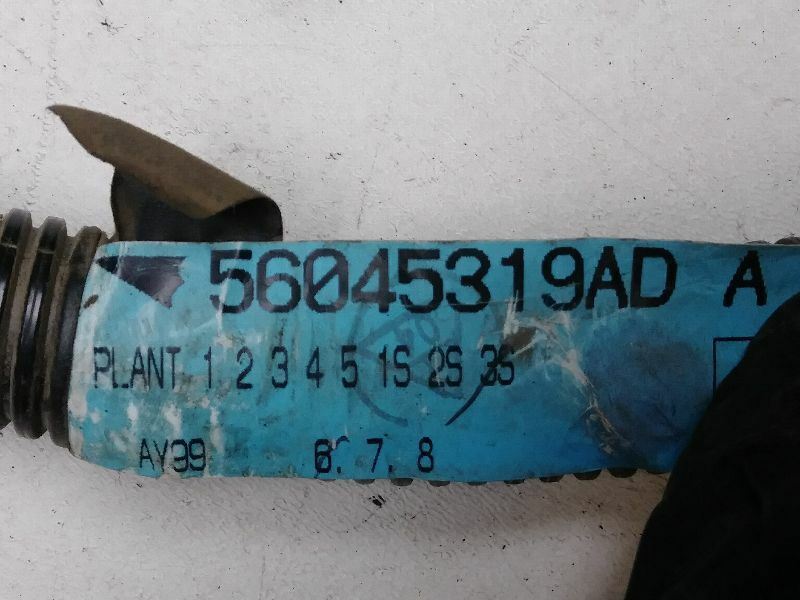 56045319AD A
PLANT 1 2 3 4 5 1S 2S 3S
AY99 6. 7. 8